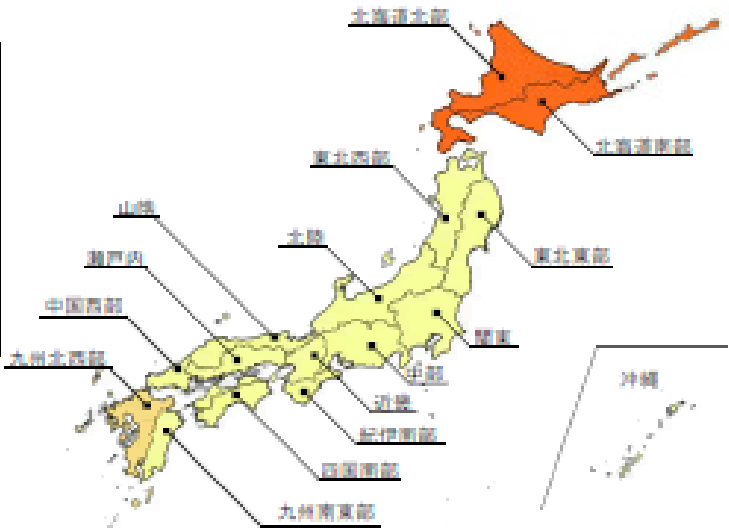 北海道北部
北海道南部
東北西部
山陰
北陸
東北東部
瀬戸内
中国西部
関東
九州北西部
中部
沖縄
近畿
紀伊南部
四国南部
九州南東部